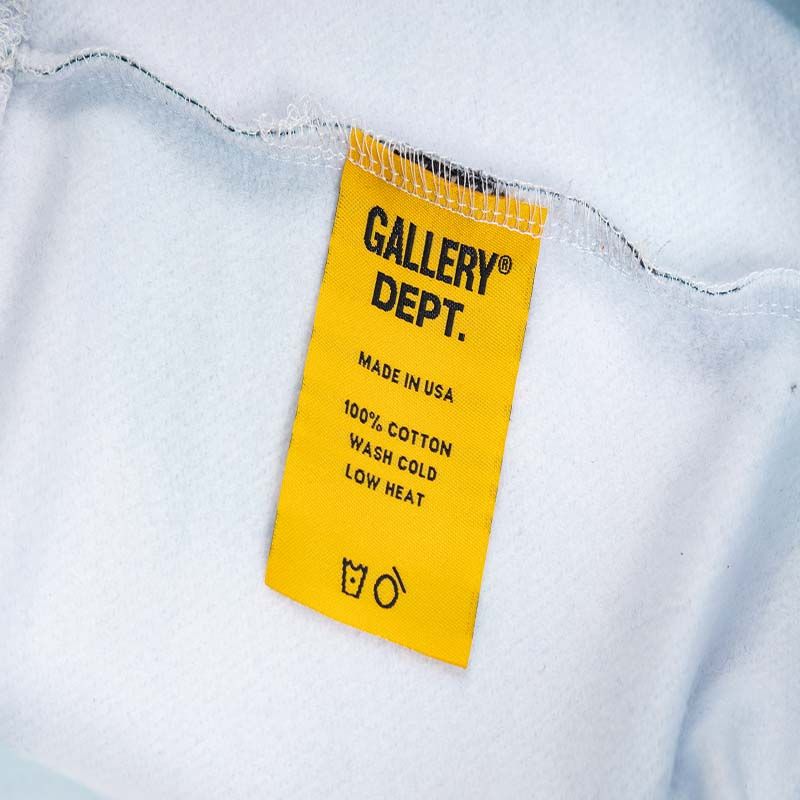 GALLERY®
DEPT.
MADE IN USA
100% COTTON
WASH COLD
LOW HEAT